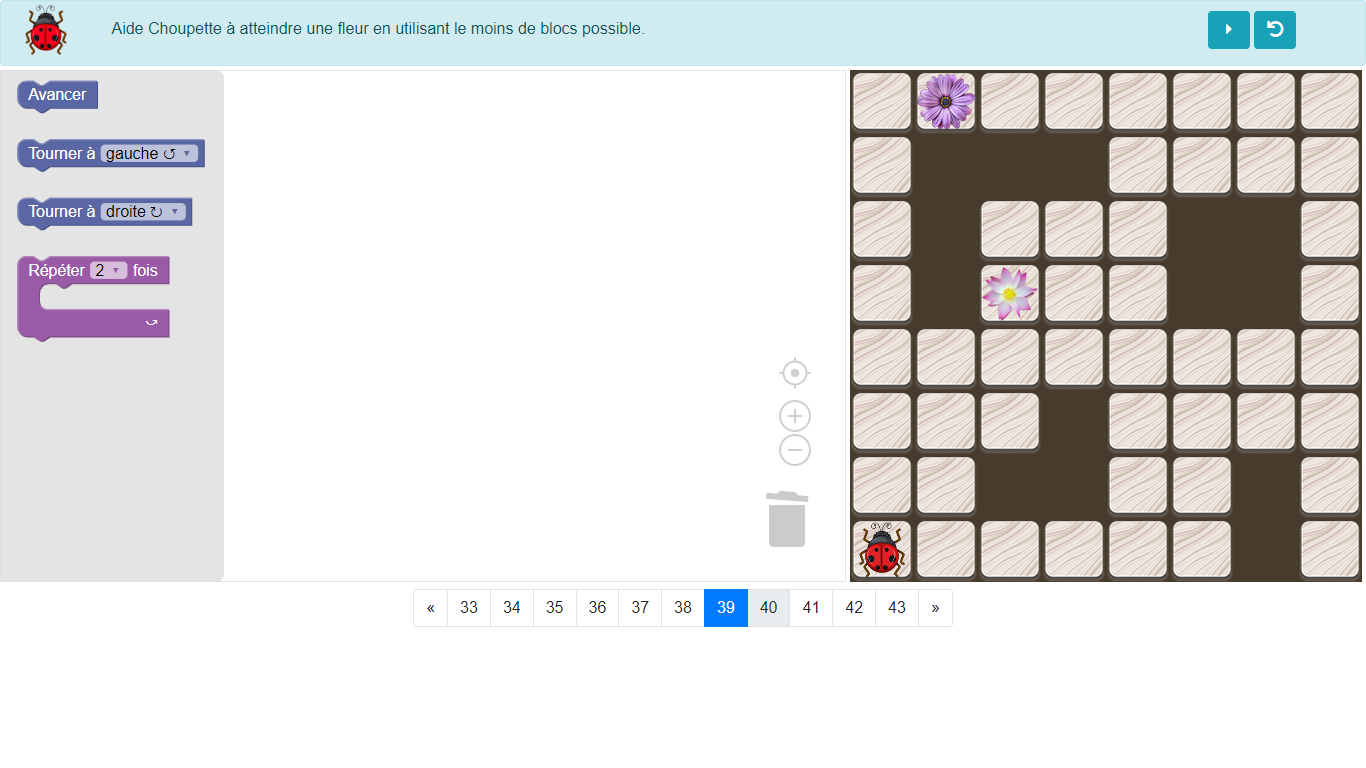 Aide Choupette à atteindre une fleur en utilisant le moins de blocs possible.
Avancer
Tourner à gauche ↺ ▾
Tourner à droite ↻ ▾
Répéter 2 ▾ fois
« 33 34 35 36 37 38 39 40 41 42 43 »